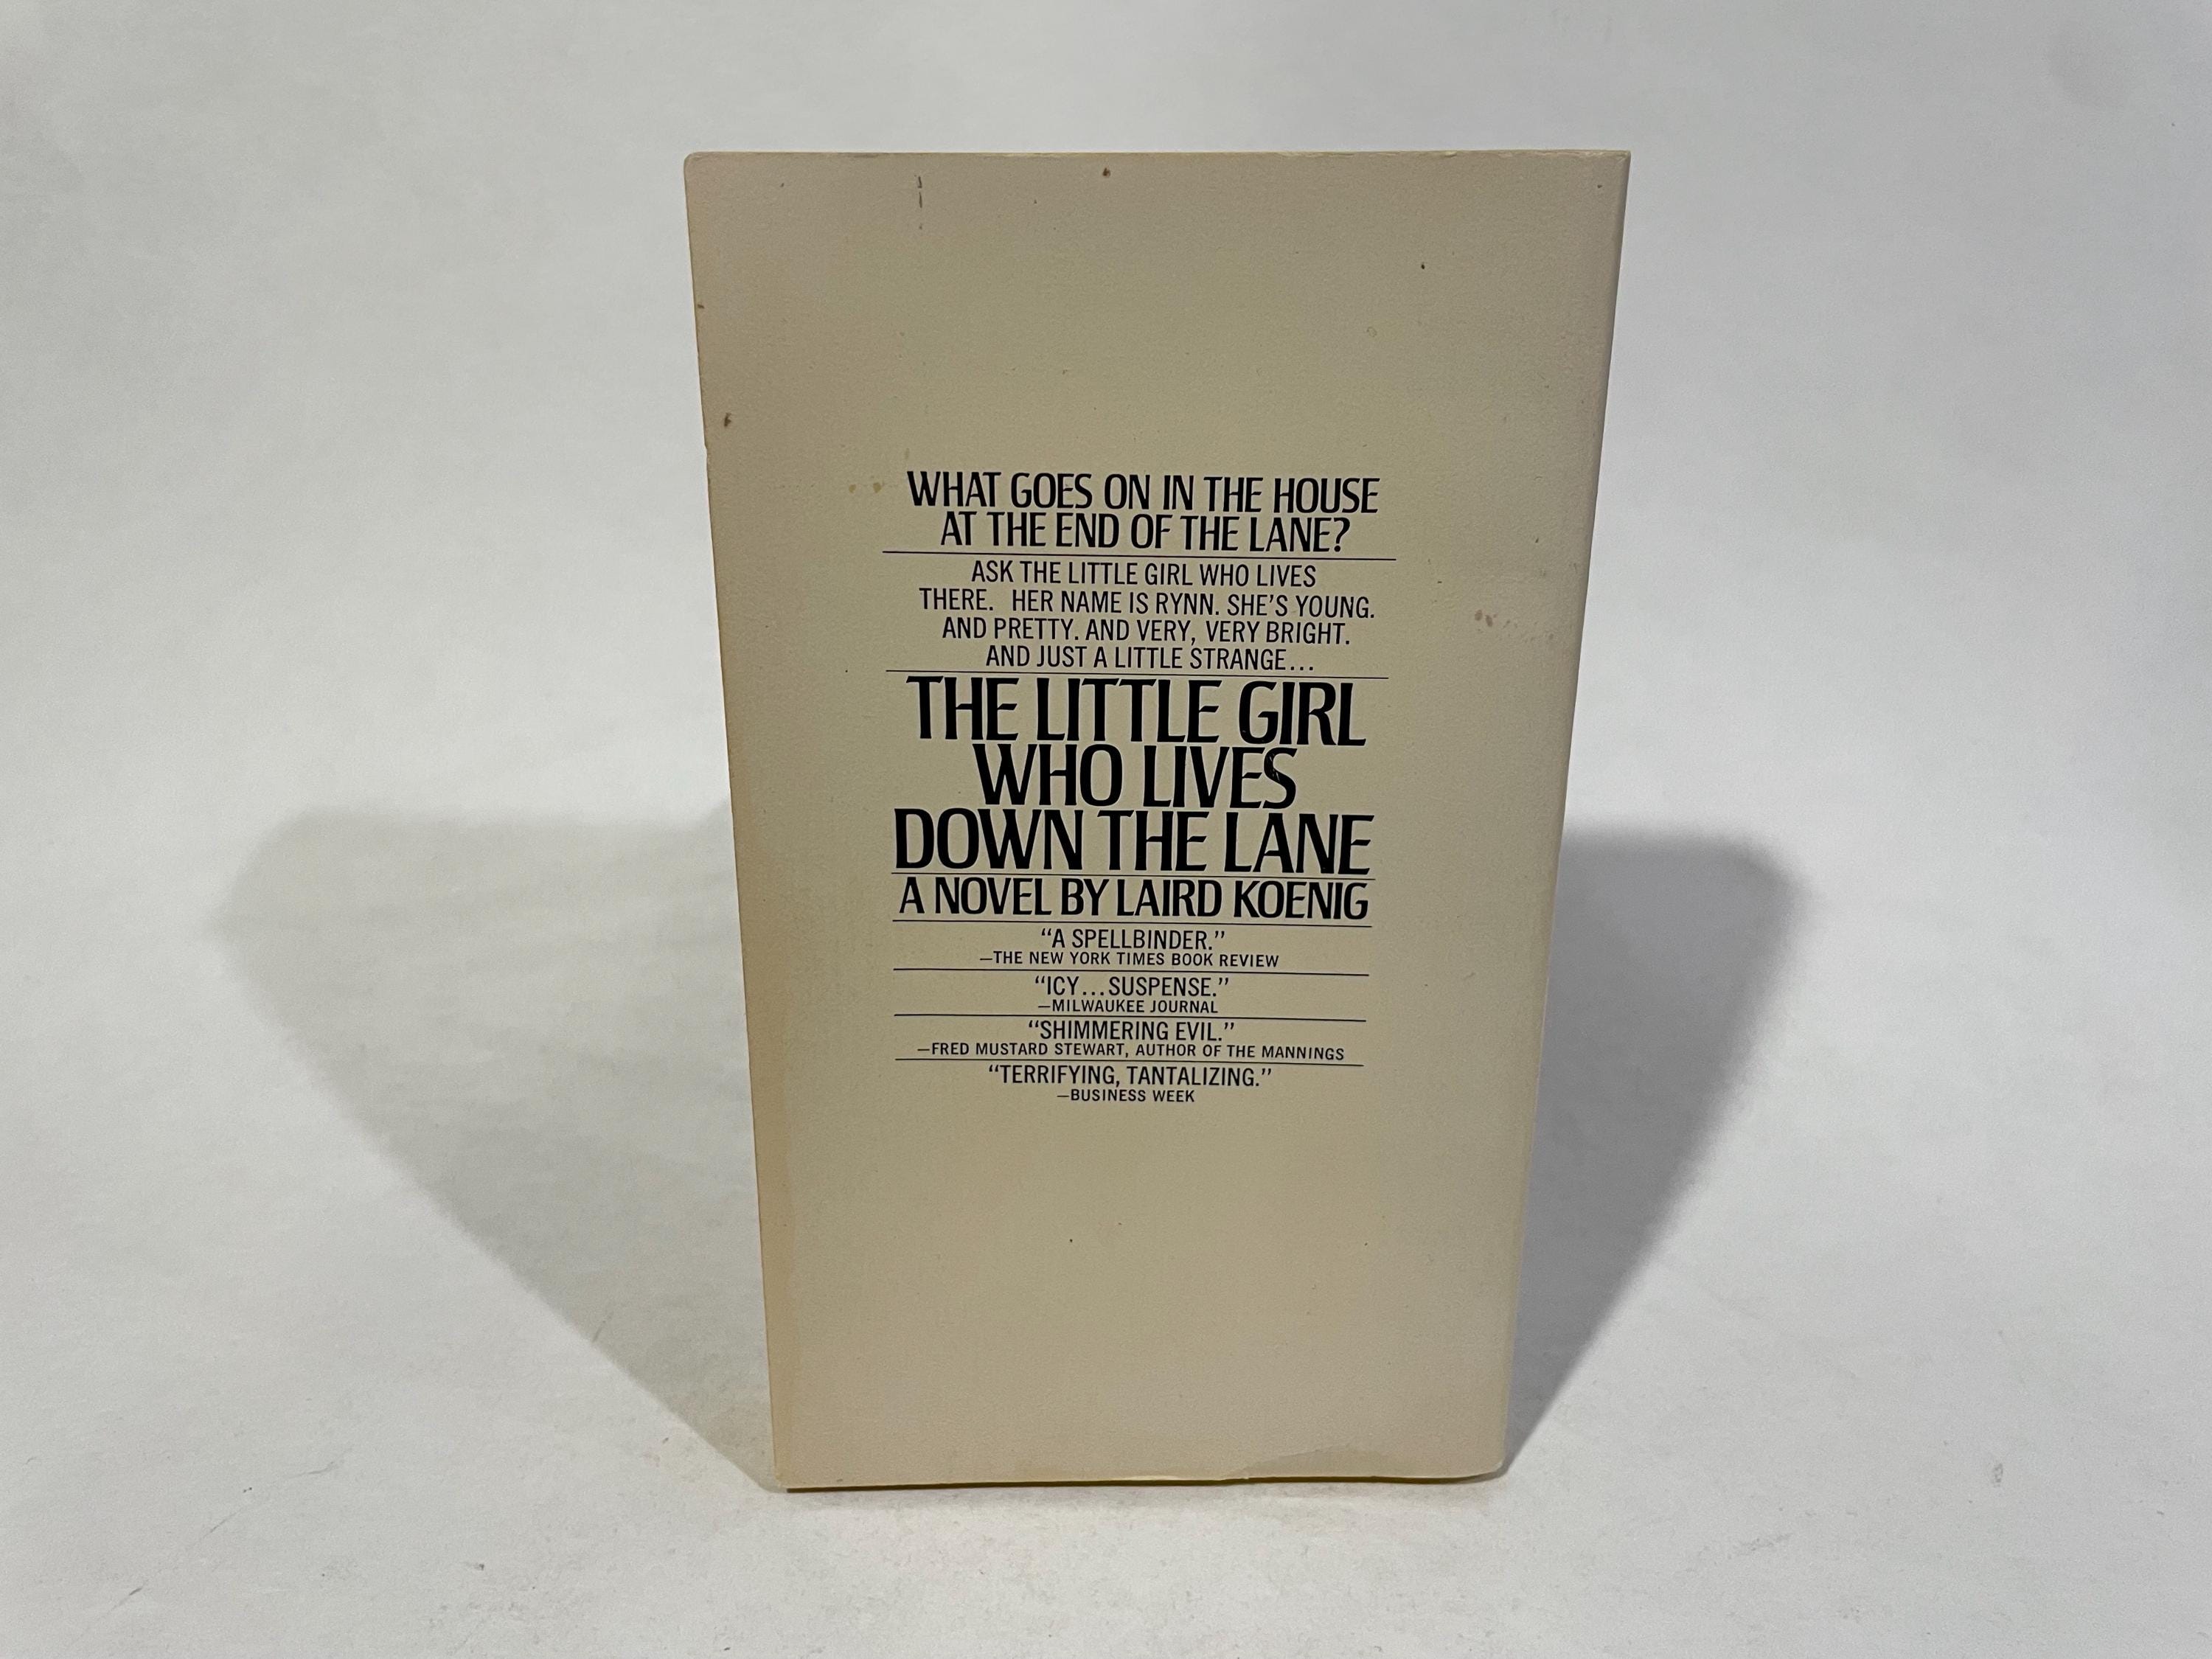 WHAT GOES ON IN THE HOUSE
AT THE END OF THE LANE?
ASK THE LITTLE GIRL WHO LIVES
THERE. HER NAME IS RYNN. SHE'S YOUNG.
AND PRETTY. AND VERY, VERY BRIGHT.
AND JUST A LITTLE STRANGE...
THE LITTLE GIRL
WHO LIVES
DOWN THE LANE
A NOVEL BY LAIRD KOENIG
“A SPELLBINDER.”
—THE NEW YORK TIMES BOOK REVIEW
“ICY...SUSPENSE.”
—MILWAUKEE JOURNAL
“SHIMMERING EVIL.”
—FRED MUSTARD STEWART, AUTHOR OF THE MANNINGS
“TERRIFYING, TANTALIZING.”
—BUSINESS WEEK